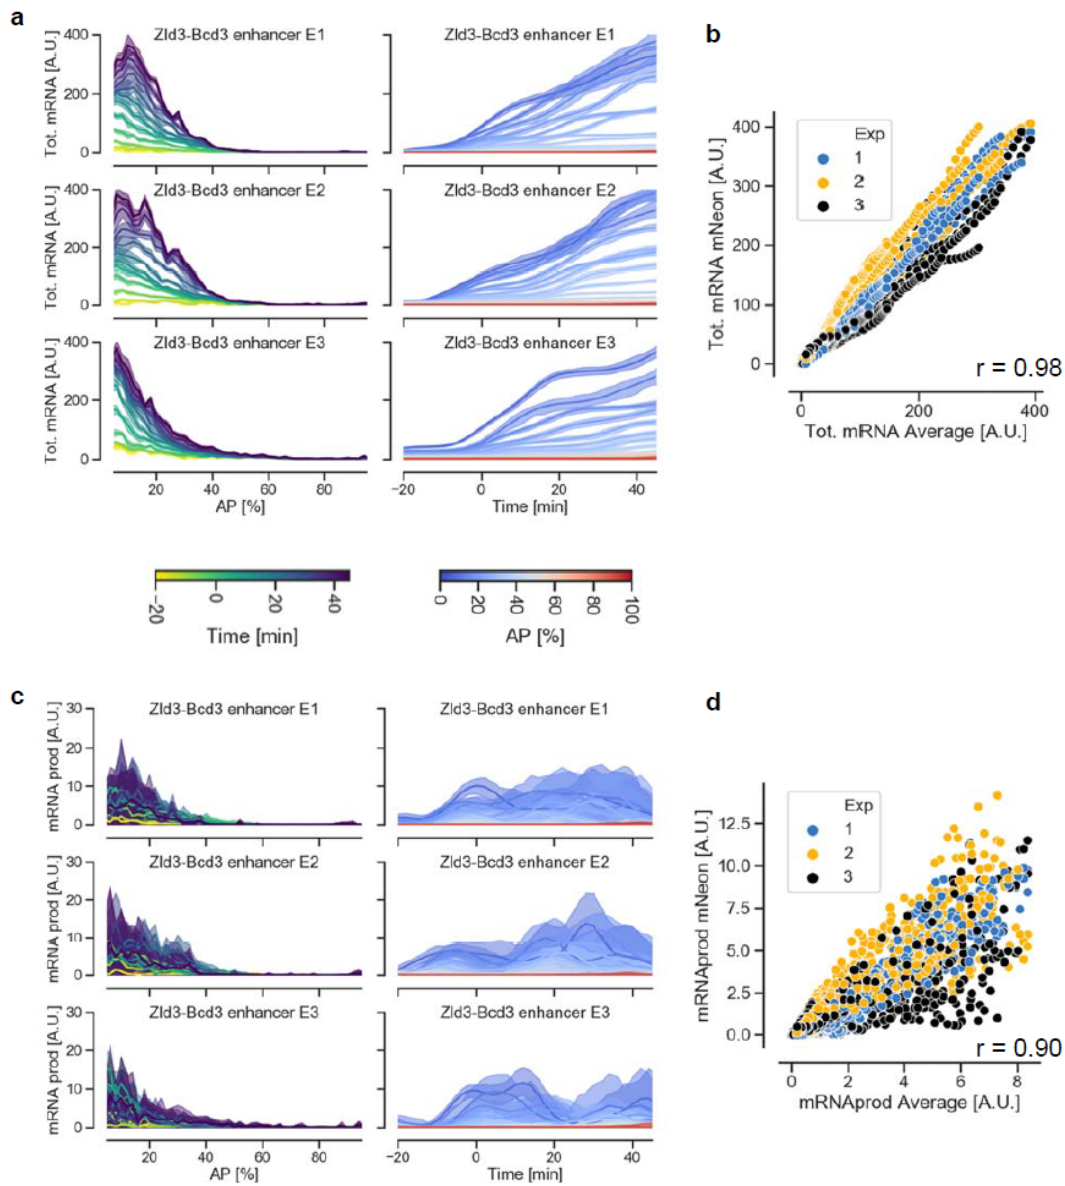 a
Zld3-Bcd3 enhancer E1
Zld3-Bcd3 enhancer E1
Tot. mRNA [A.U.]
400
200
0
Zld3-Bcd3 enhancer E2
Zld3-Bcd3 enhancer E2
Tot. mRNA [A.U.]
400
200
0
Zld3-Bcd3 enhancer E3
Zld3-Bcd3 enhancer E3
Tot. mRNA [A.U.]
400
200
0
20 40 60 80
AP [%]
−20 0 20 40
Time [min]
b
Tot. mRNA mNeon [A.U.]
400
300
200
100
0
Exp
1
2
3
r = 0.98
0 200 400
Tot. mRNA Average [A.U.]
−20 0 20 40
Time [min]
0 20 40 60 80 100
AP [%]
c
Zld3-Bcd3 enhancer E1
Zld3-Bcd3 enhancer E1
mRNA prod [A.U.]
30
20
10
0
Zld3-Bcd3 enhancer E2
Zld3-Bcd3 enhancer E2
mRNA prod [A.U.]
30
20
10
0
Zld3-Bcd3 enhancer E3
Zld3-Bcd3 enhancer E3
mRNA prod [A.U.]
30
20
10
0
20 40 60 80
AP [%]
−20 0 20 40
Time [min]
d
mRNAprod mNeon [A.U.]
12.5
10.0
7.5
5.0
2.5
0.0
Exp
1
2
3
r = 0.90
0 2 4 6 8
mRNAprod Average [A.U.]